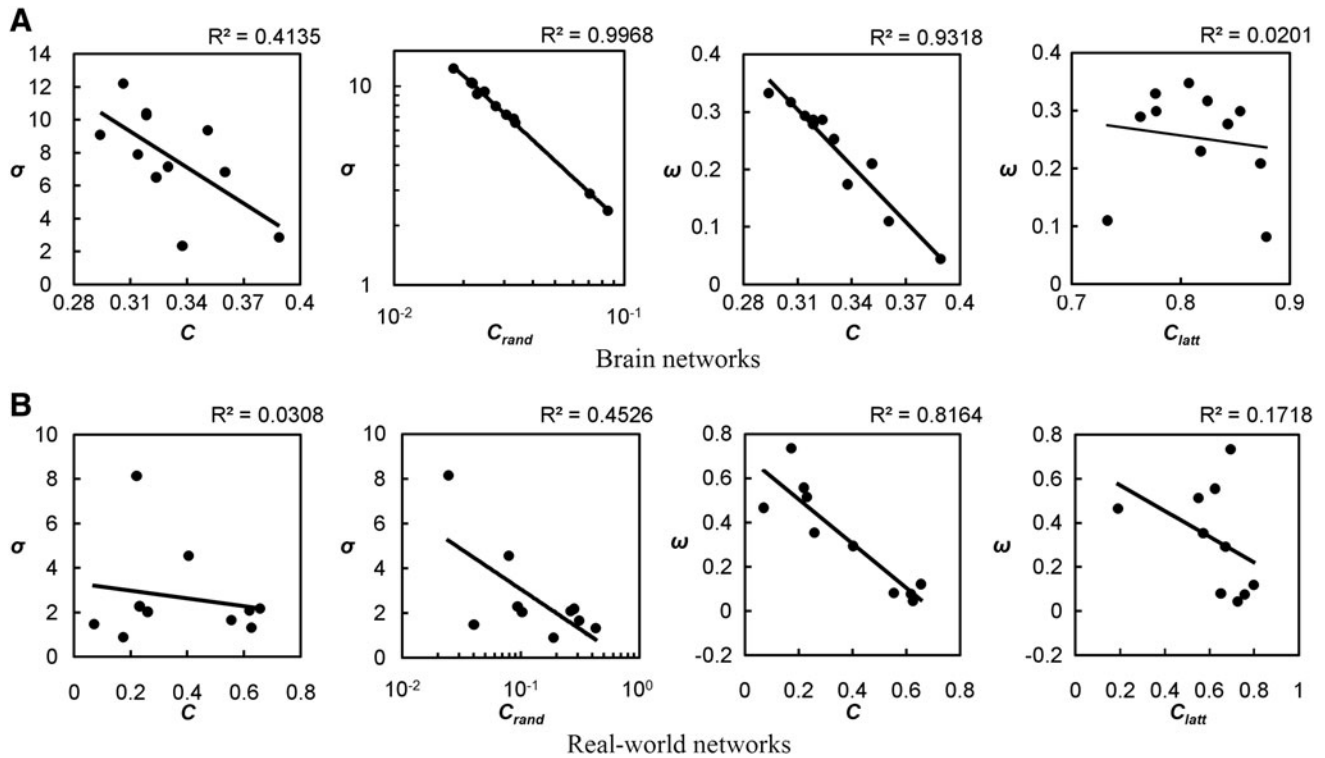 A
R² = 0.4135
14
12
10
8
6
4
2
0
σ
0.28 0.31 0.34 0.37 0.4
C
R² = 0.9968
10
1
σ
10⁻² 10⁻¹
C_rand
R² = 0.9318
0.4
0.3
0.2
0.1
0
ω
0.28 0.31 0.34 0.37 0.4
C
R² = 0.0201
0.4
0.3
0.2
0.1
0
ω
0.7 0.8 0.9
C_latt
Brain networks
B
R² = 0.0308
10
8
6
4
2
0
σ
0 0.2 0.4 0.6 0.8
C
R² = 0.4526
10
8
6
4
2
0
σ
10⁻² 10⁻¹ 10⁰
C_rand
R² = 0.8164
0.8
0.6
0.4
0.2
0
-0.2
ω
0 0.2 0.4 0.6 0.8
C
R² = 0.1718
0.8
0.6
0.4
0.2
0
-0.2
ω
0 0.2 0.4 0.6 0.8 1
C_latt
Real-world networks